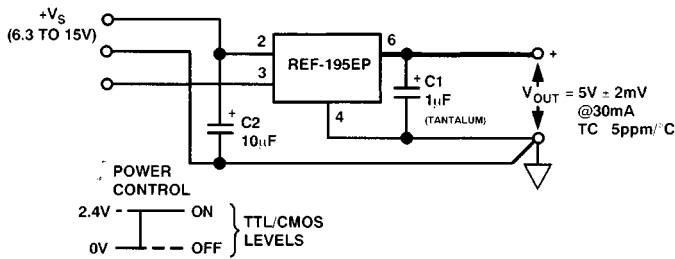 +VS
(6.3 TO 15V)
2
3
REF-195EP
6
4
+
C1
1µF
(TANTALUM)
+
C2
10µF
+
VOUT = 5V ± 2mV
@30mA
TC 5ppm/°C
POWER
CONTROL
2.4V
ON
0V
OFF
TTL/CMOS
LEVELS